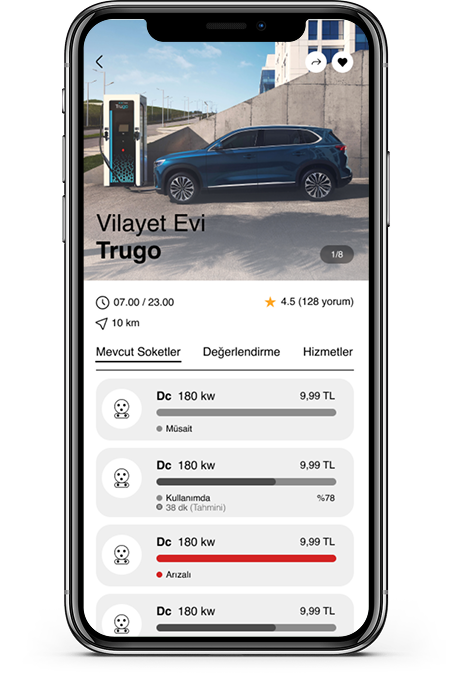 Trugo
Vilayet Evi
Trugo
1/8
07.00 / 23.00
4.5 (128 yorum)
10 km
Mevcut Soketler Değerlendirme Hizmetler
Dc 180 kw 9,99 TL
Müsait
Dc 180 kw 9,99 TL
Kullanımda %78
38 dk (Tahmini)
Dc 180 kw 9,99 TL
Arızalı
Dc 180 kw 9,99 TL